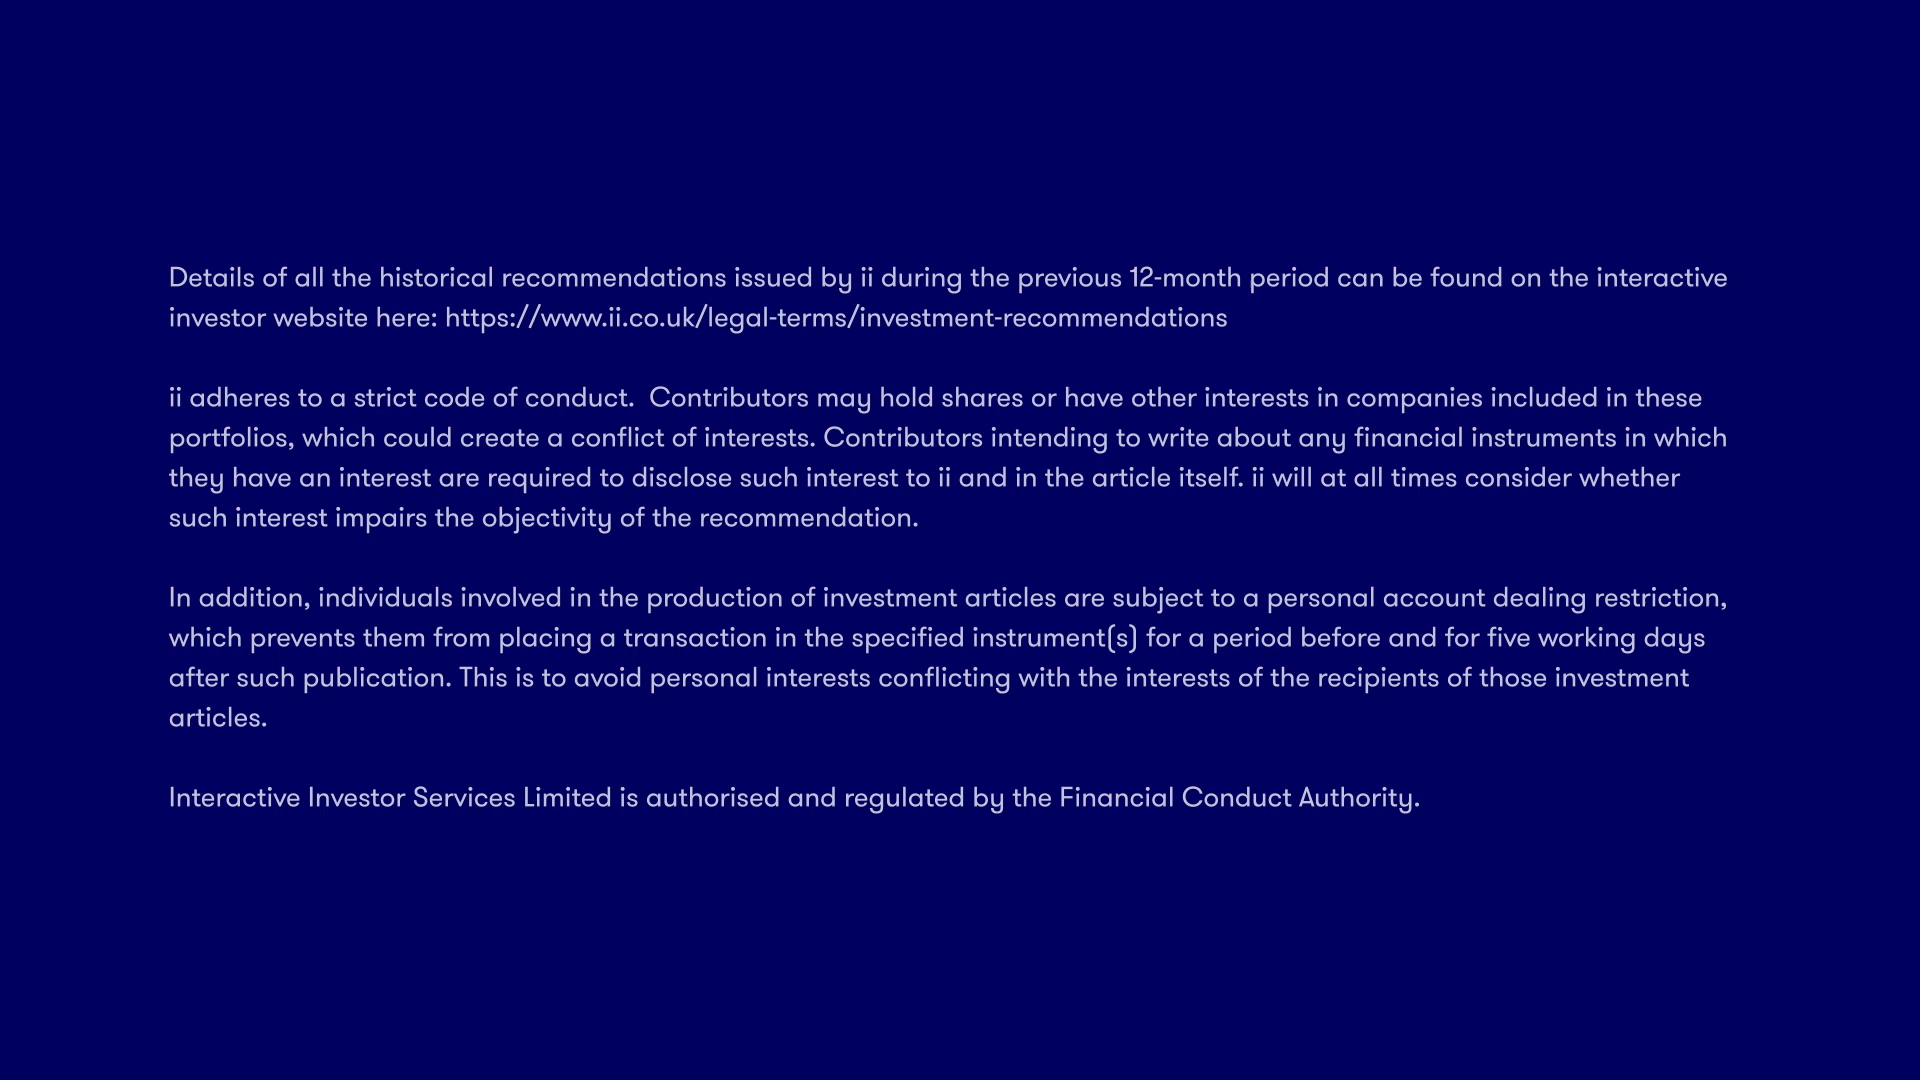 Details of all the historical recommendations issued by ii during the previous 12-month period can be found on the interactive
investor website here: https://www.ii.co.uk/legal-terms/investment-recommendations
ii adheres to a strict code of conduct.  Contributors may hold shares or have other interests in companies included in these
portfolios, which could create a conflict of interests. Contributors intending to write about any financial instruments in which
they have an interest are required to disclose such interest to ii and in the article itself. ii will at all times consider whether
such interest impairs the objectivity of the recommendation.
In addition, individuals involved in the production of investment articles are subject to a personal account dealing restriction,
which prevents them from placing a transaction in the specified instrument(s) for a period before and for five working days
after such publication. This is to avoid personal interests conflicting with the interests of the recipients of those investment
articles.
Interactive Investor Services Limited is authorised and regulated by the Financial Conduct Authority.